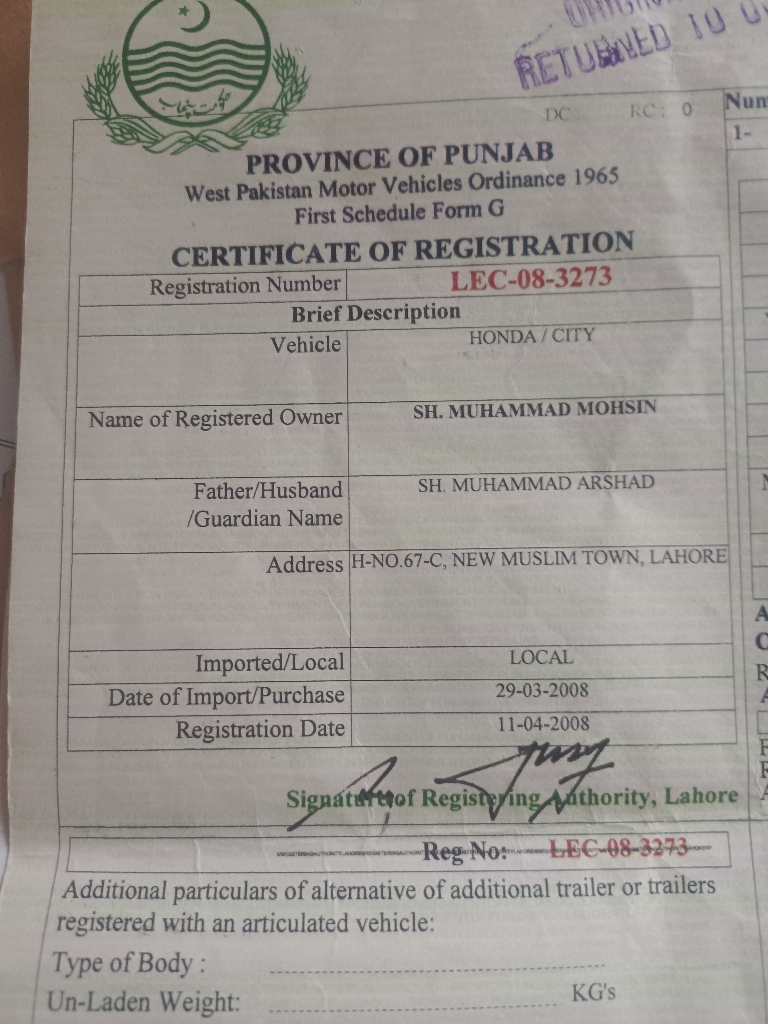 حکومت پنجاب
RETURNED TO
DC RC: 0
Num
1-
PROVINCE OF PUNJAB
West Pakistan Motor Vehicles Ordinance 1965
First Schedule Form G
CERTIFICATE OF REGISTRATION
Registration Number LEC-08-3273
Brief Description
Vehicle HONDA / CITY
Name of Registered Owner SH. MUHAMMAD MOHSIN
Father/Husband SH. MUHAMMAD ARSHAD
/Guardian Name
Address H-NO.67-C, NEW MUSLIM TOWN, LAHORE
Imported/Local LOCAL
Date of Import/Purchase 29-03-2008
Registration Date 11-04-2008
Signature of Registering Authority, Lahore
Reg No: LEC-08-3273
Additional particulars of alternative of additional trailer or trailers
registered with an articulated vehicle:
Type of Body :
Un-Laden Weight: KG's